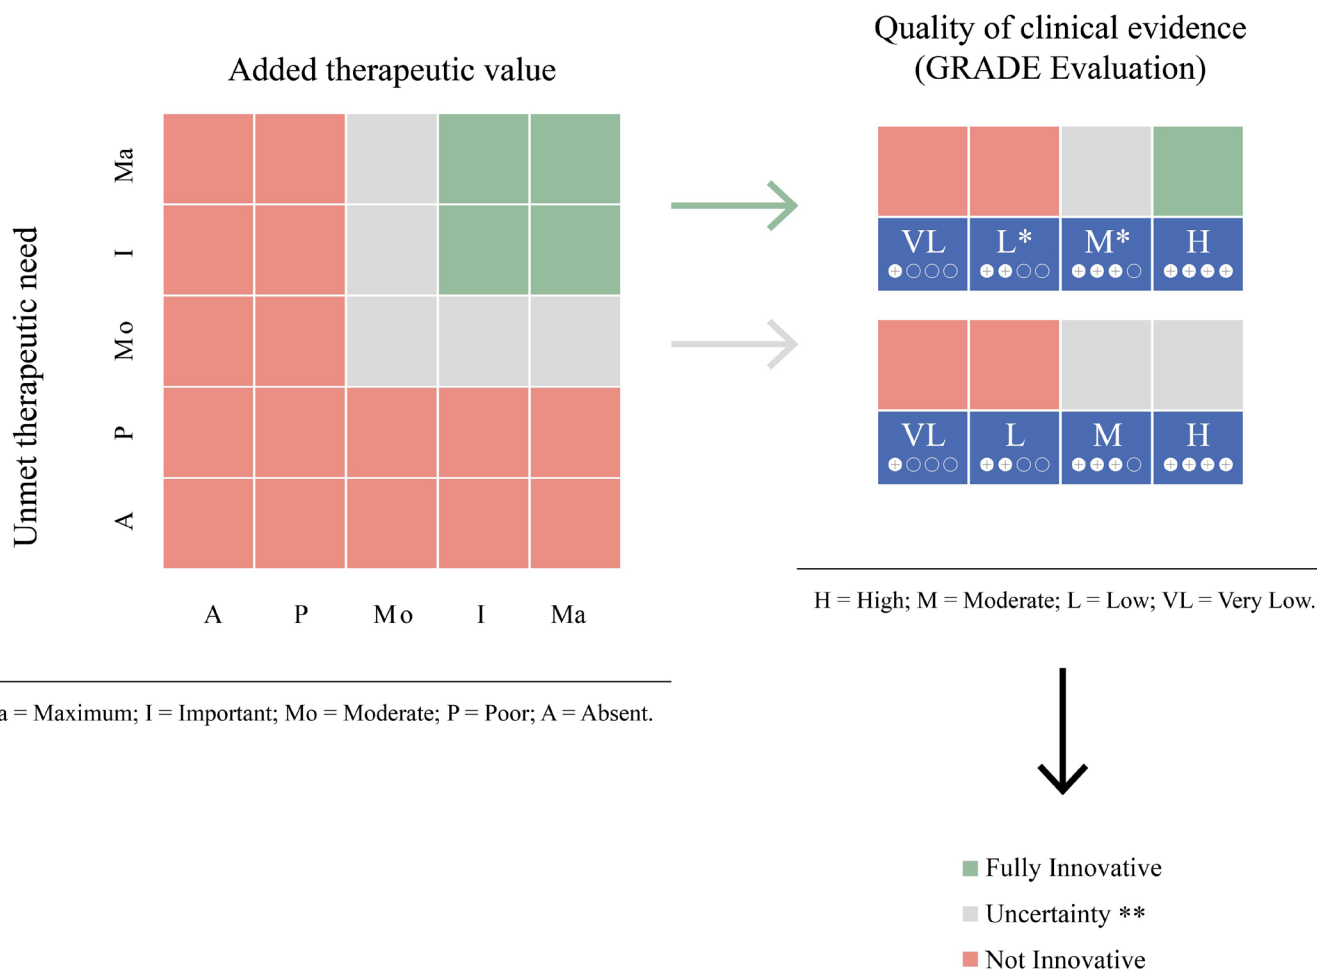 Quality of clinical evidence
(GRADE Evaluation)
Added therapeutic value
Unmet therapeutic need
Ma
I
Mo
P
A
A P Mo I Ma
a = Maximum; I = Important; Mo = Moderate; P = Poor; A = Absent.
VL L* M* H
VL L M H
H = High; M = Moderate; L = Low; VL = Very Low.
Fully Innovative
Uncertainty **
Not Innovative